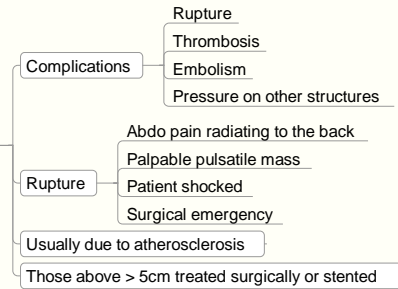 Rupture
Thrombosis
Complications
Embolism
Pressure on other structures
Abdo pain radiating to the back
Palpable pulsatile mass
Rupture
Patient shocked
Surgical emergency
Usually due to atherosclerosis
Those above > 5cm treated surgically or stented